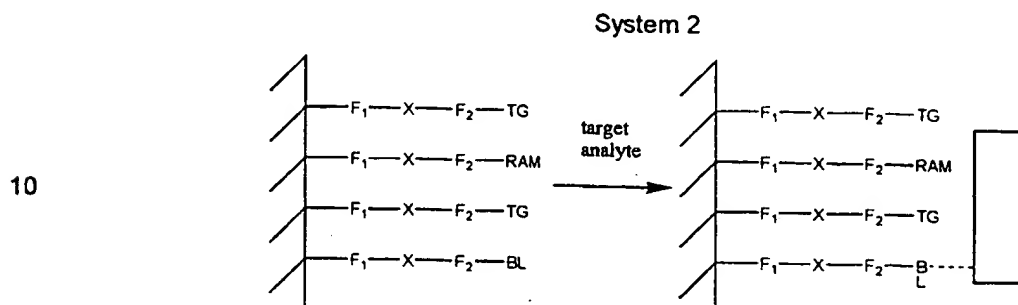 System 2
F₁—X—F₂—TG
F₁—X—F₂—RAM
F₁—X—F₂—TG
F₁—X—F₂—BL
10
target
analyte
F₁—X—F₂—TG
F₁—X—F₂—RAM
F₁—X—F₂—TG
F₁—X—F₂—B
L